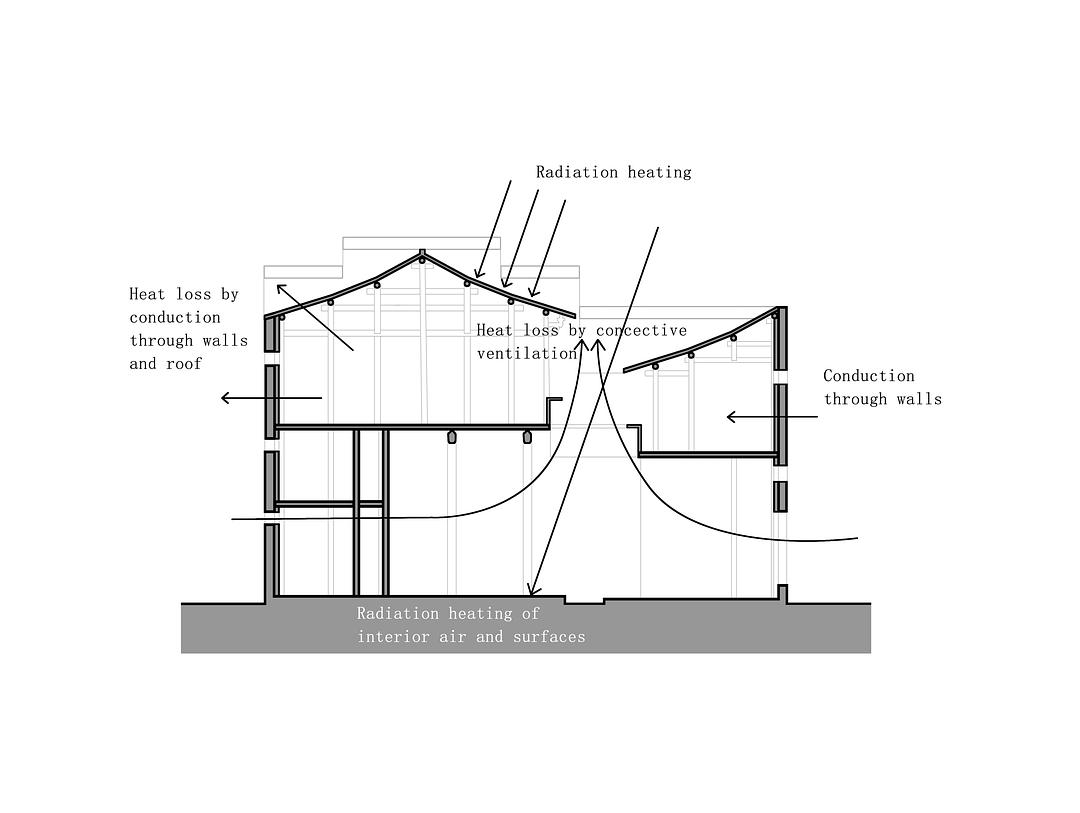 Radiation heating
Heat loss by
conduction
through walls
and roof
Heat loss by concective
ventilation
Conduction
through walls
Radiation heating of
interior air and surfaces